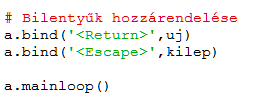 # Bilentyűk hozzárendelése
a.bind('<Return>',uj)
a.bind('<Escape>',kilep)
a.mainloop()